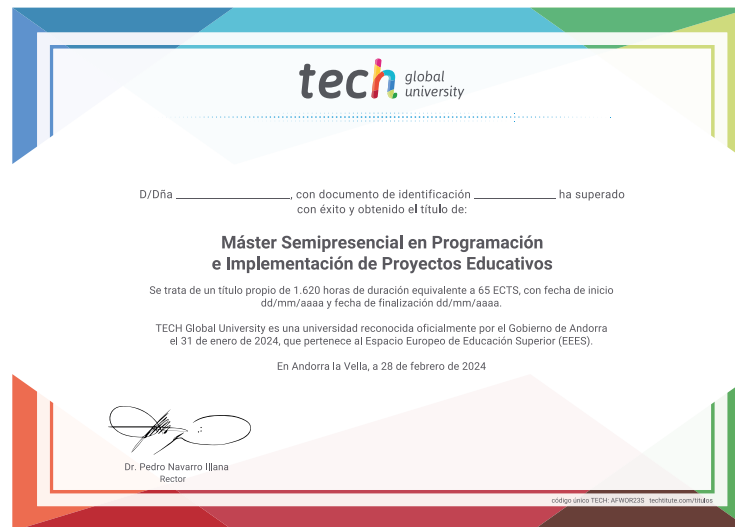 tech global
university
D/Dña ____________________, con documento de identificación ______________ ha superado
con éxito y obtenido el título de:
Máster Semipresencial en Programación
e Implementación de Proyectos Educativos
Se trata de un título propio de 1.620 horas de duración equivalente a 65 ECTS, con fecha de inicio
dd/mm/aaaa y fecha de finalización dd/mm/aaaa.
TECH Global University es una universidad reconocida oficialmente por el Gobierno de Andorra
el 31 de enero de 2024, que pertenece al Espacio Europeo de Educación Superior (EEES).
En Andorra la Vella, a 28 de febrero de 2024
Dr. Pedro Navarro Illana
Rector
código único TECH: AFWOR23S techtitute.com/titulos